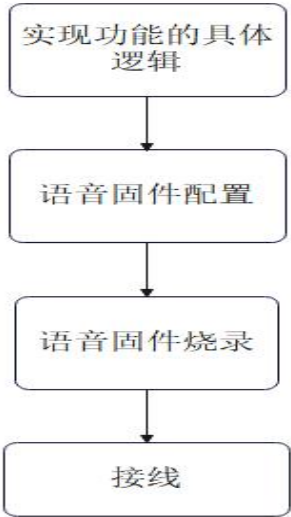 实现功能的具体
逻辑
语音固件配置
语音固件烧录
接线